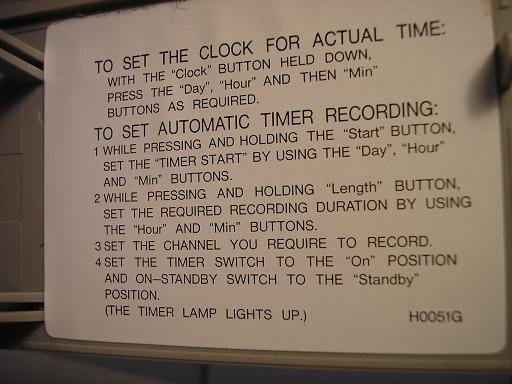 TO SET THE CLOCK FOR ACTUAL TIME:
WITH THE "Clock" BUTTON HELD DOWN,
PRESS THE "Day", "Hour" AND THEN "Min"
BUTTONS AS REQUIRED.
TO SET AUTOMATIC TIMER RECORDING:
1 WHILE PRESSING AND HOLDING THE "Start" BUTTON,
SET THE "TIMER START" BY USING THE "Day", "Hour"
AND "Min" BUTTONS.
2 WHILE PRESSING AND HOLDING "Length" BUTTON,
SET THE REQUIRED RECORDING DURATION BY USING
THE "Hour" AND "Min" BUTTONS.
3 SET THE CHANNEL YOU REQUIRE TO RECORD.
4 SET THE TIMER SWITCH TO THE "On" POSITION
AND ON-STANDBY SWITCH TO THE "Standby"
POSITION.
(THE TIMER LAMP LIGHTS UP.)
H0051G